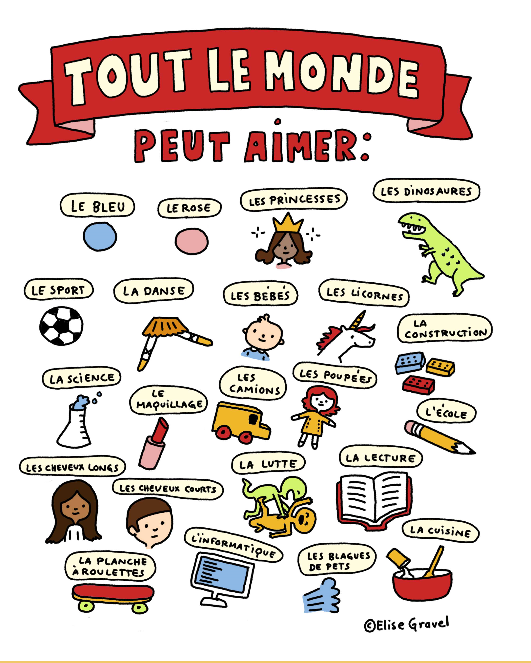 TOUT LE MONDE
PEUT AIMER:
LE BLEU
LE ROSE
LES PRINCESSES
LES DINOSAURES
LE SPORT
LA DANSE
LES BÉBÉS
LES LICORNES
LA
CONSTRUCTION
LA SCIENCE
LE
MAQUILLAGE
LES
CAMIONS
LES POUPÉES
L'ÉCOLE
LES CHEVEUX LONGS
LES CHEVEUX COURTS
LA LUTTE
LA LECTURE
LA PLANCHE
À ROULETTES
L'INFORMATIQUE
LES BLAGUES
DE PETS
LA CUISINE
©Elise Gravel